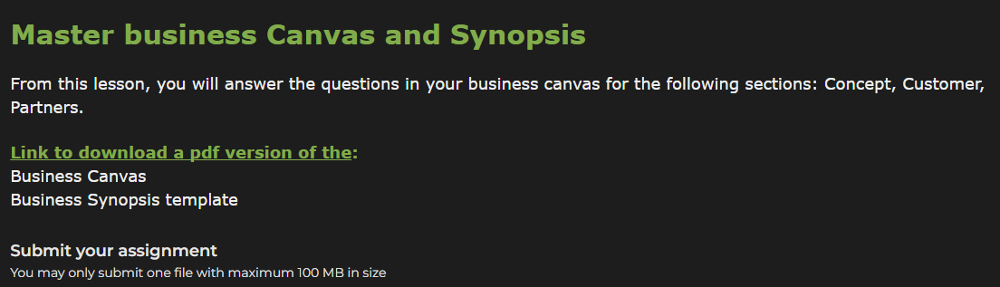 Master business Canvas and Synopsis
From this lesson, you will answer the questions in your business canvas for the following sections: Concept, Customer,
Partners.
Link to download a pdf version of the:
Business Canvas
Business Synopsis template
Submit your assignment
You may only submit one file with maximum 100 MB in size